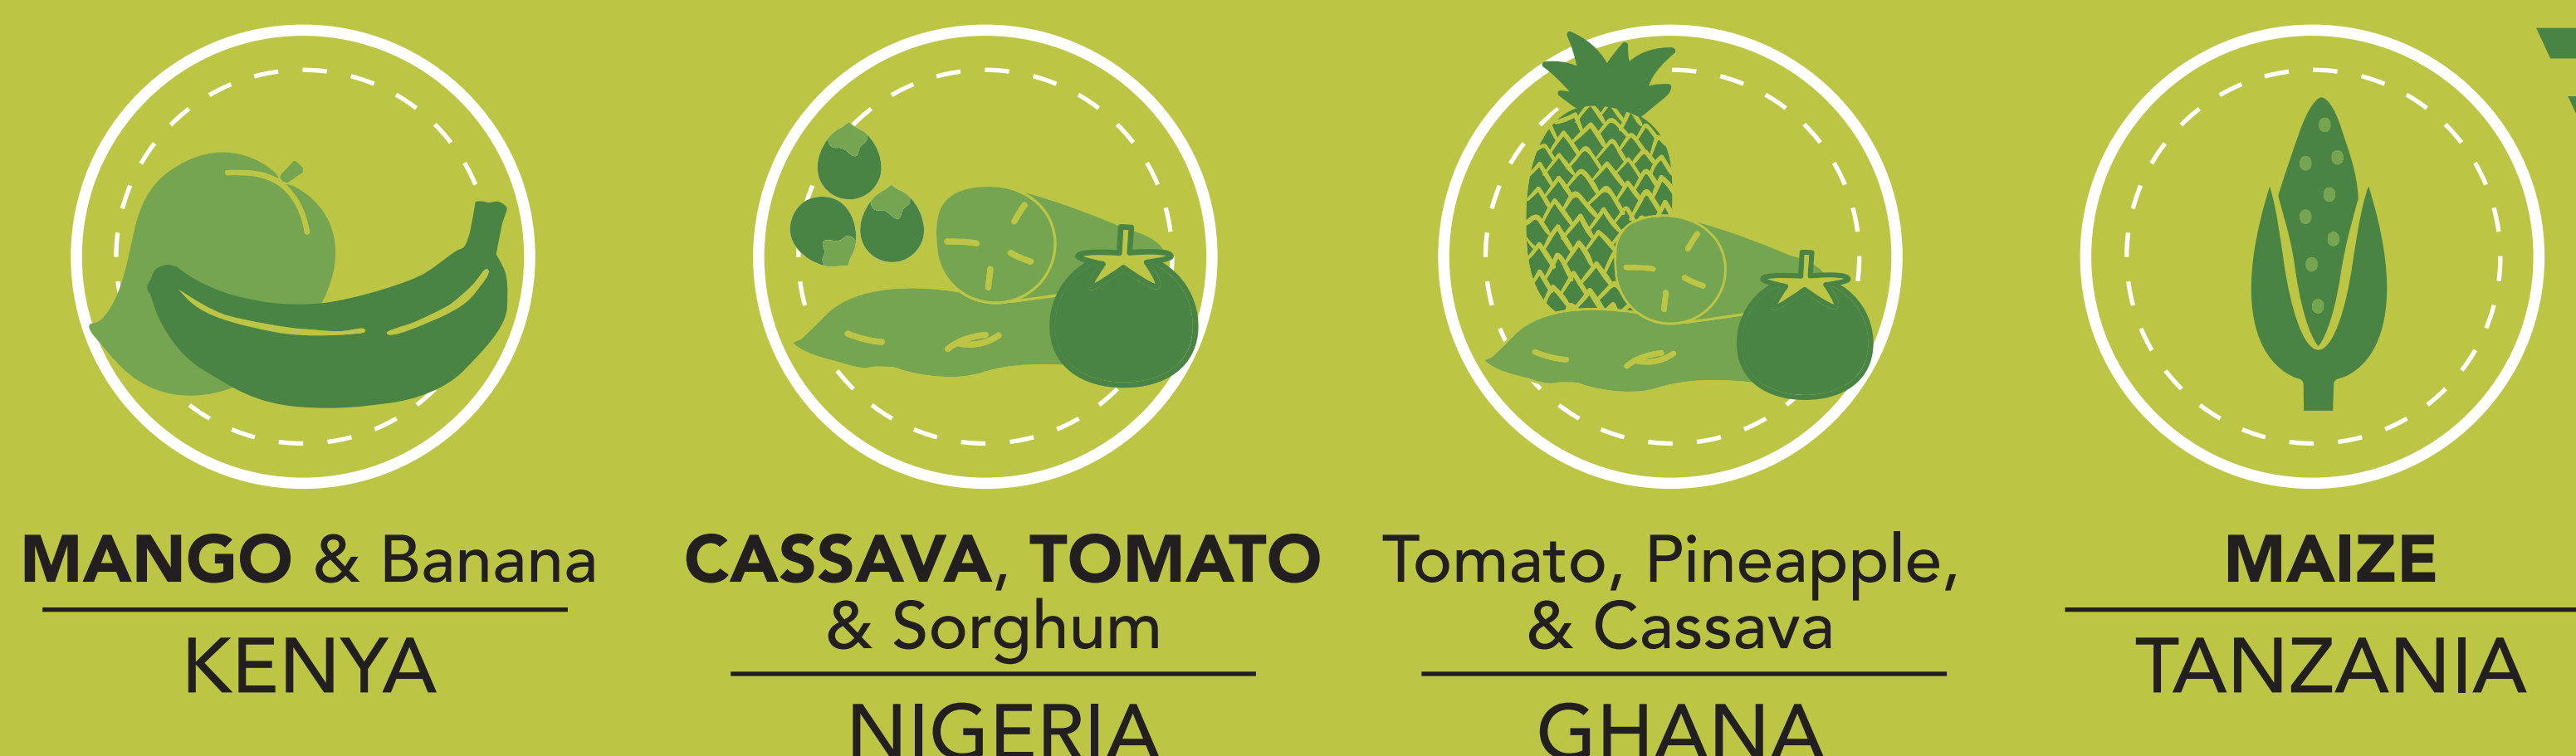 MANGO & Banana
KENYA
CASSAVA, TOMATO
& Sorghum
NIGERIA
Tomato, Pineapple,
& Cassava
GHANA
MAIZE
TANZANIA